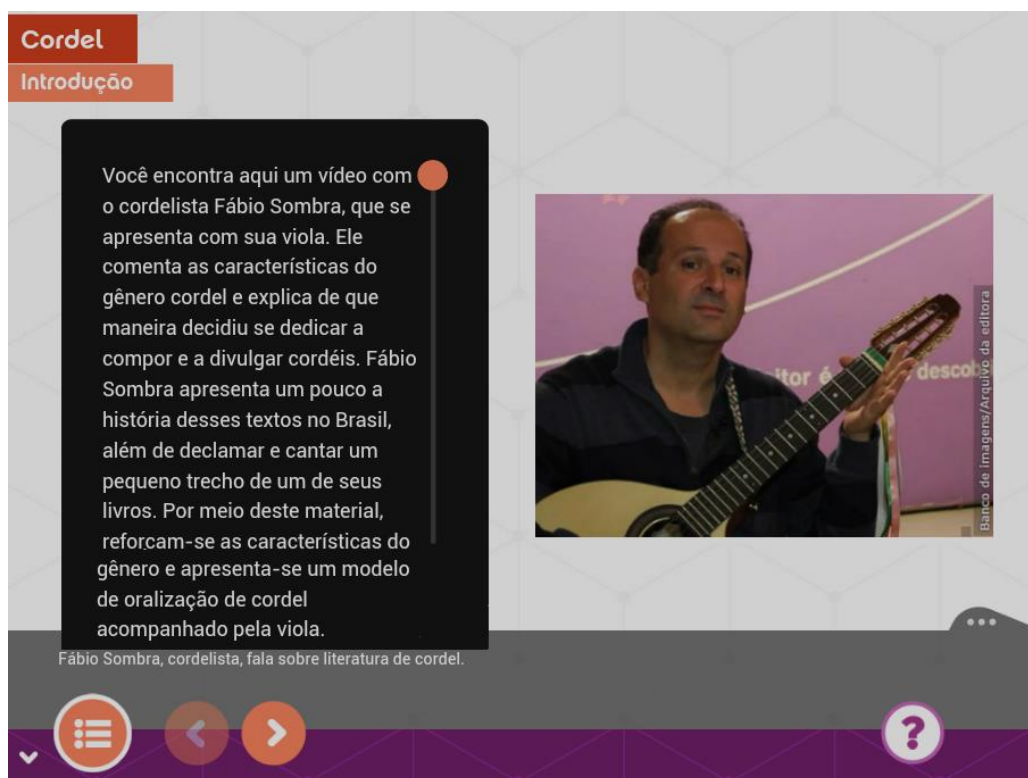 Cordel
Introdução
Você encontra aqui um vídeo com
o cordelista Fábio Sombra, que se
apresenta com sua viola. Ele
comenta as características do
gênero cordel e explica de que
maneira decidiu se dedicar a
compor e a divulgar cordéis. Fábio
Sombra apresenta um pouco a
história desses textos no Brasil,
além de declamar e cantar um
pequeno trecho de um de seus
livros. Por meio deste material,
reforçam-se as características do
gênero e apresenta-se um modelo
de oralização de cordel
acompanhado pela viola.
itor é
descob
Banco de imagens/Arquivo da editora
Fábio Sombra, cordelista, fala sobre literatura de cordel.
?